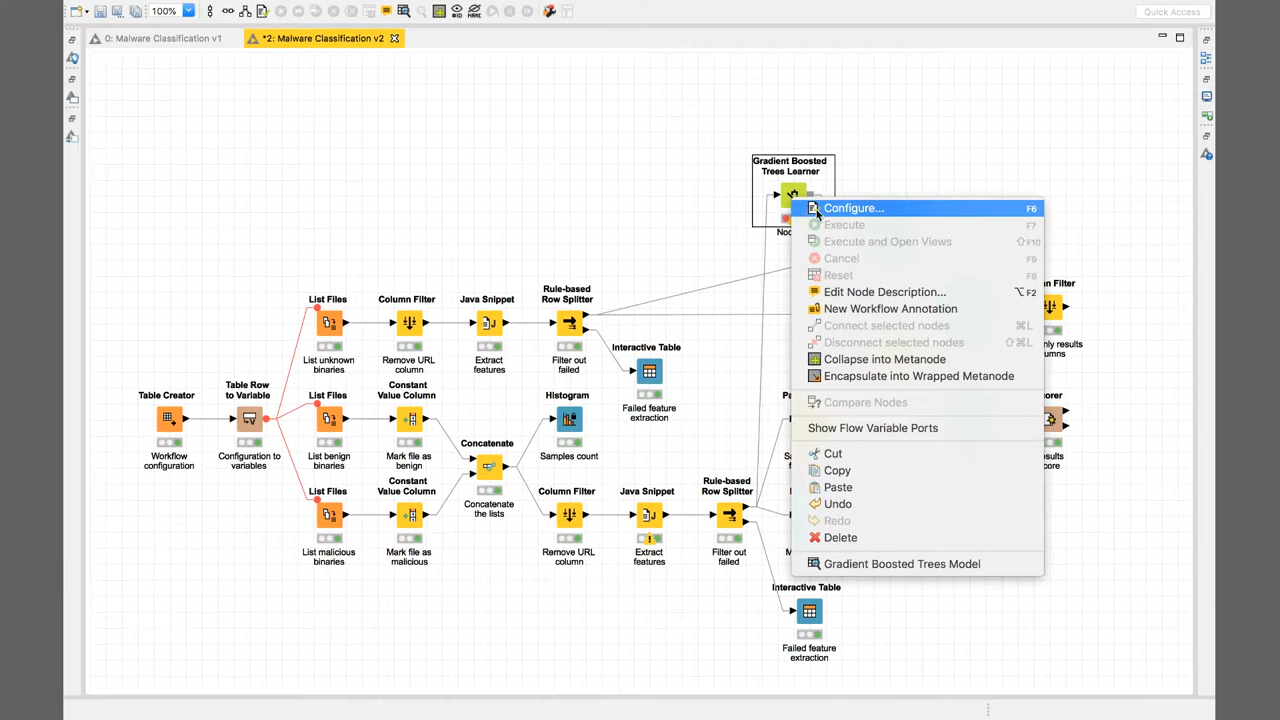 100%
Quick Access
0: Malware Classification v1
*2: Malware Classification v2
Gradient Boosted
Trees Learner
Configure... F6
Execute F7
Execute and Open Views ⇧F10
Cancel F9
Reset F8
Edit Node Description... ⌥F2
New Workflow Annotation
Connect selected nodes ⌘L
Disconnect selected nodes ⇧⌘L
Collapse into Metanode
Encapsulate into Wrapped Metanode
Compare Nodes
Show Flow Variable Ports
Cut
Copy
Paste
Undo
Redo
Delete
Gradient Boosted Trees Model
List Files
List unknown
binaries
Column Filter
Remove URL
column
Java Snippet
Extract
features
Rule-based
Row Splitter
Filter out
failed
Interactive Table
Failed feature
extraction
Table Creator
Workflow
configuration
Table Row
to Variable
Configuration to
variables
List Files
List benign
binaries
Constant
Value Column
Mark file as
benign
Histogram
Samples count
Concatenate
Concatenate
the lists
List Files
List malicious
binaries
Constant
Value Column
Mark file as
malicious
Column Filter
Remove URL
column
Java Snippet
Extract
features
Rule-based
Row Splitter
Filter out
failed
Interactive Table
Failed feature
extraction